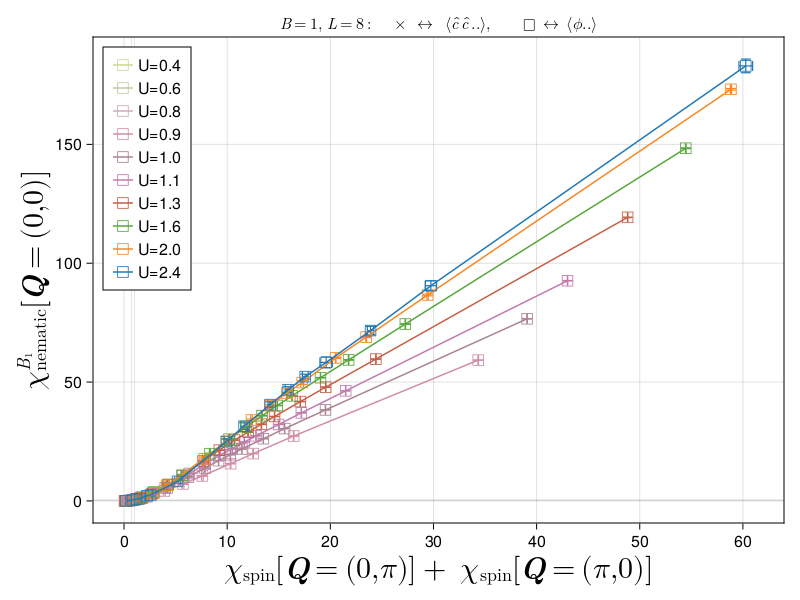 B = 1, L = 8 : × ↔ ⟨ĉ ĉ ..⟩, □ ↔ ⟨ϕ..⟩
U=0.4
U=0.6
U=0.8
U=0.9
U=1.0
U=1.1
U=1.3
U=1.6
U=2.0
U=2.4
150
100
50
0
χ^{B₁}_{nematic}[Q = (0,0)]
0 10 20 30 40 50 60
χ_{spin}[Q = (0,π)] + χ_{spin}[Q = (π,0)]